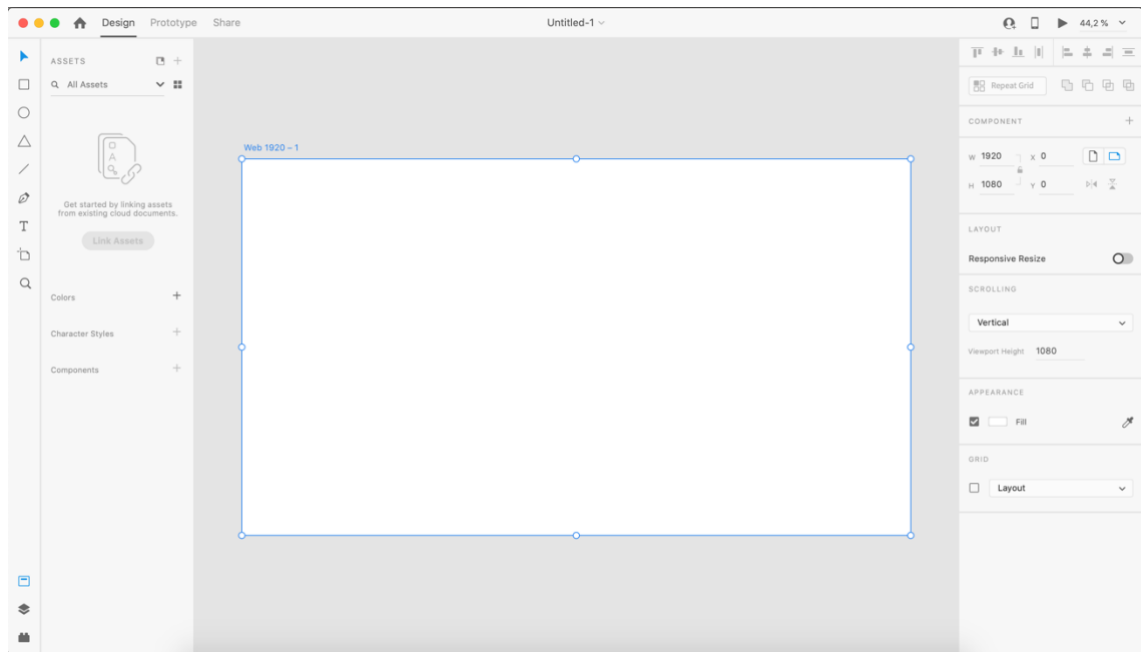 Design Prototype Share Untitled-1 44,2 %
ASSETS
All Assets
Get started by linking assets
from existing cloud documents.
Link Assets
Colors
Character Styles
Components
Web 1920 – 1
Repeat Grid
COMPONENT
W 1920 X 0
H 1080 Y 0
LAYOUT
Responsive Resize
SCROLLING
Vertical
Viewport Height 1080
APPEARANCE
Fill
GRID
Layout